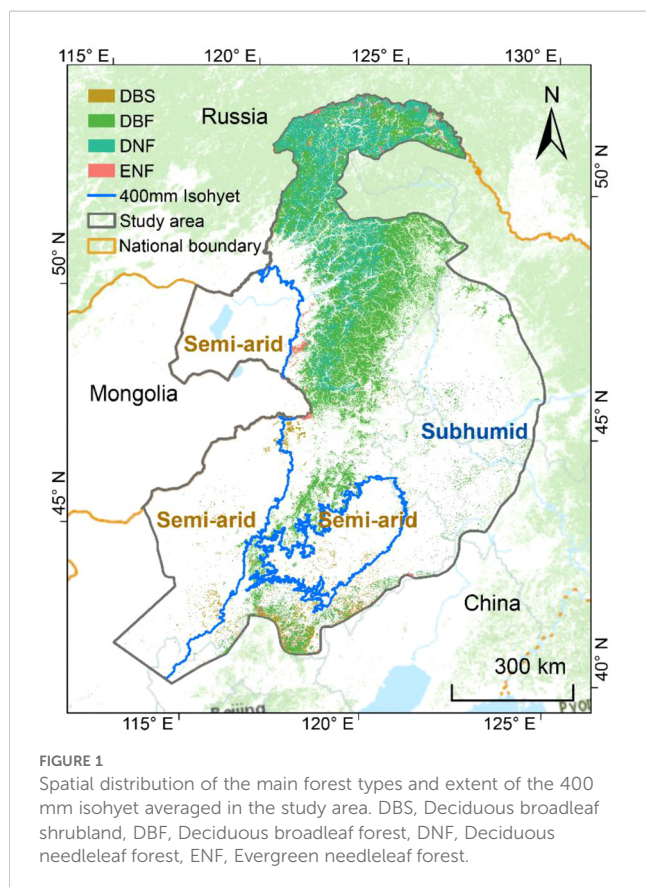 115° E 120° E 125° E 130° E
DBS
DBF
DNF
ENF
400mm Isohyet
Study area
National boundary
Russia
N
50° N
50° N
Semi-arid
Mongolia
Subhumid
45° N
45° N
Semi-arid
Semi-arid
China
300 km
40° N
115° E 120° E 125° E
FIGURE 1
Spatial distribution of the main forest types and extent of the 400
mm isohyet averaged in the study area. DBS, Deciduous broadleaf
shrubland, DBF, Deciduous broadleaf forest, DNF, Deciduous
needleleaf forest, ENF, Evergreen needleleaf forest.